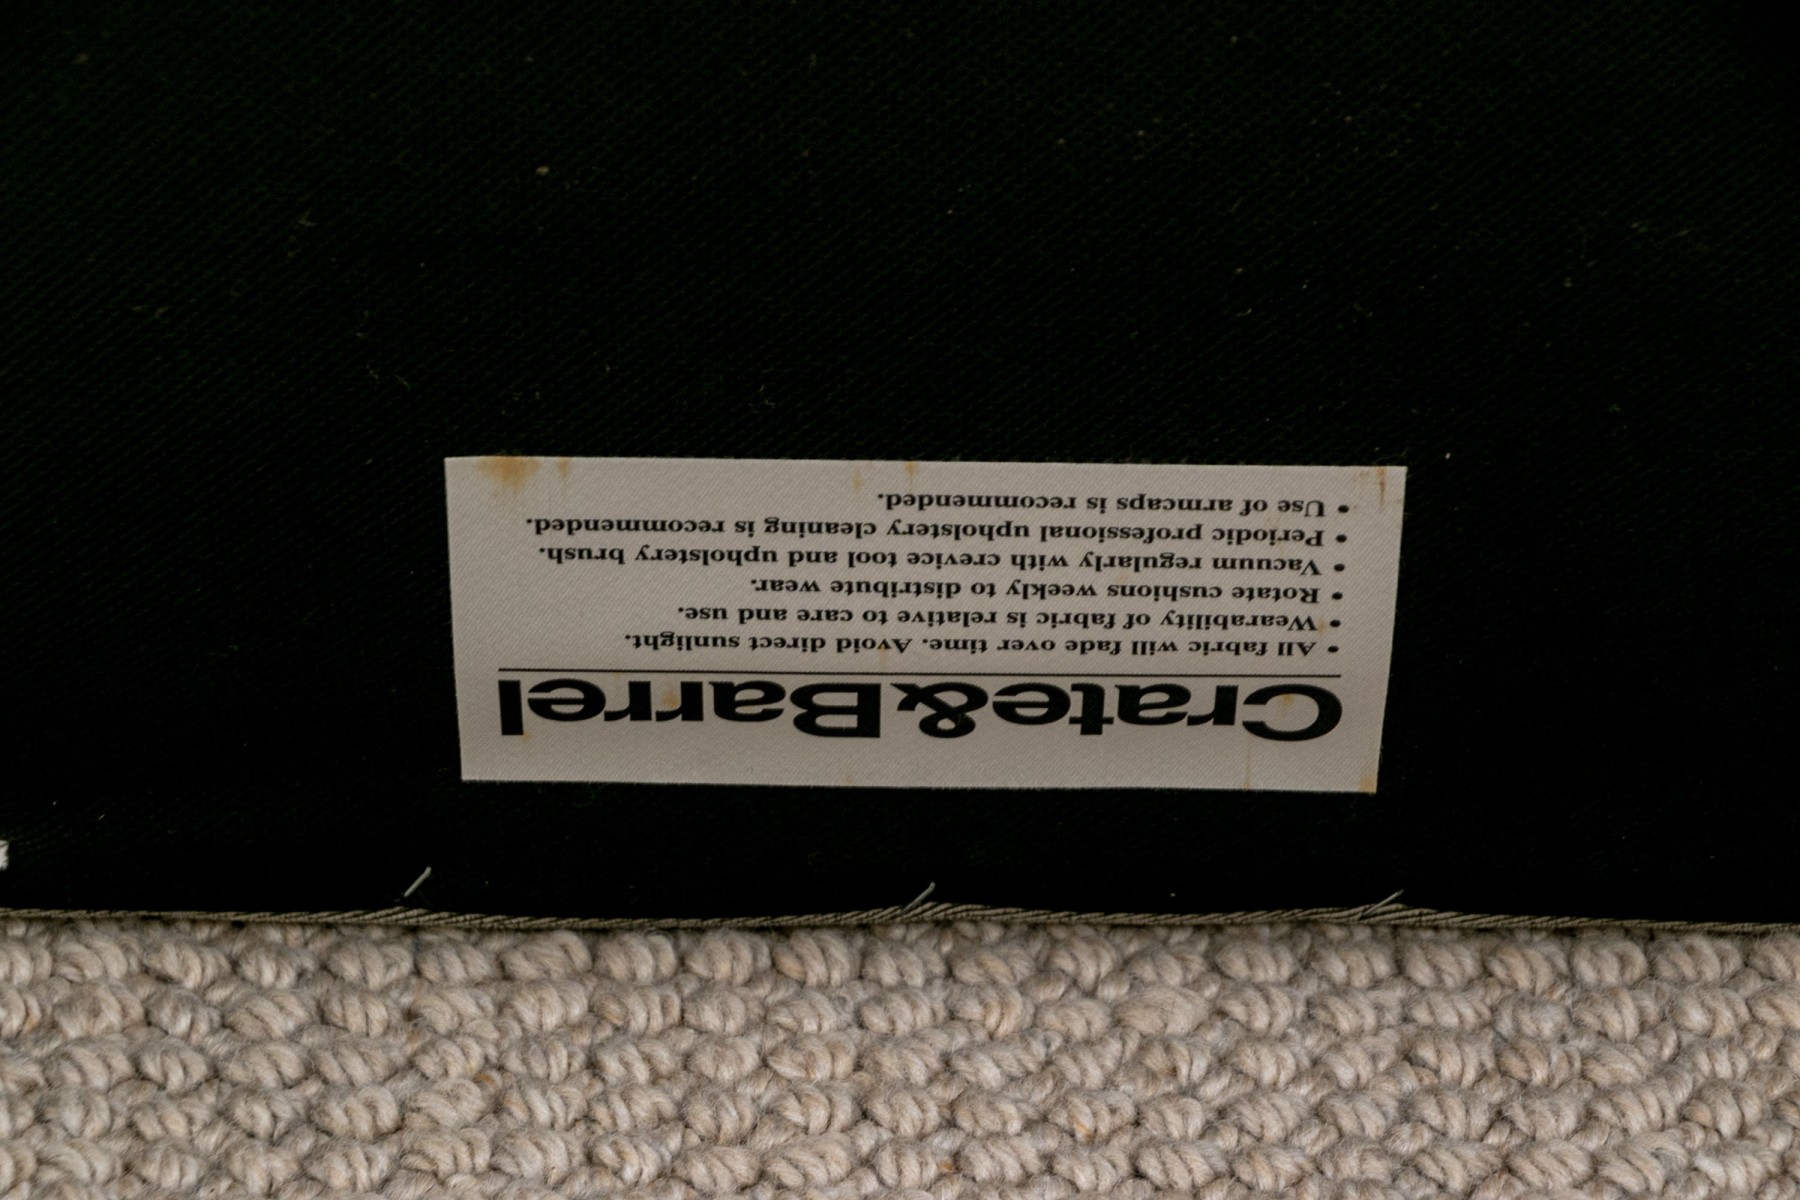 Crate&Barrel
• All fabric will fade over time. Avoid direct sunlight.
• Wearability of fabric is relative to care and use.
• Rotate cushions weekly to distribute wear.
• Vacuum regularly with crevice tool and upholstery brush.
• Periodic professional upholstery cleaning is recommended.
• Use of armcaps is recommended.